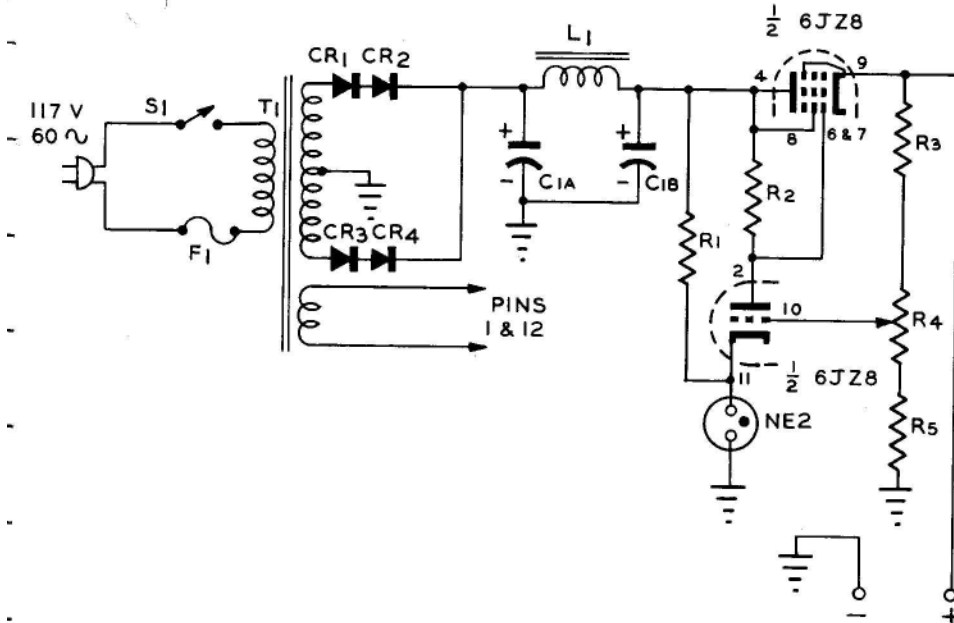 1/2 6JZ8
L1
CR1 CR2
9
4
117 V
60 ∿
S1
T1
8
6 & 7
R3
+
+
-
C1A
-
C1B
R2
F1
CR3 CR4
R1
2
PINS
1 & 12
10
R4
11
1/2 6JZ8
NE2
R5
-
+